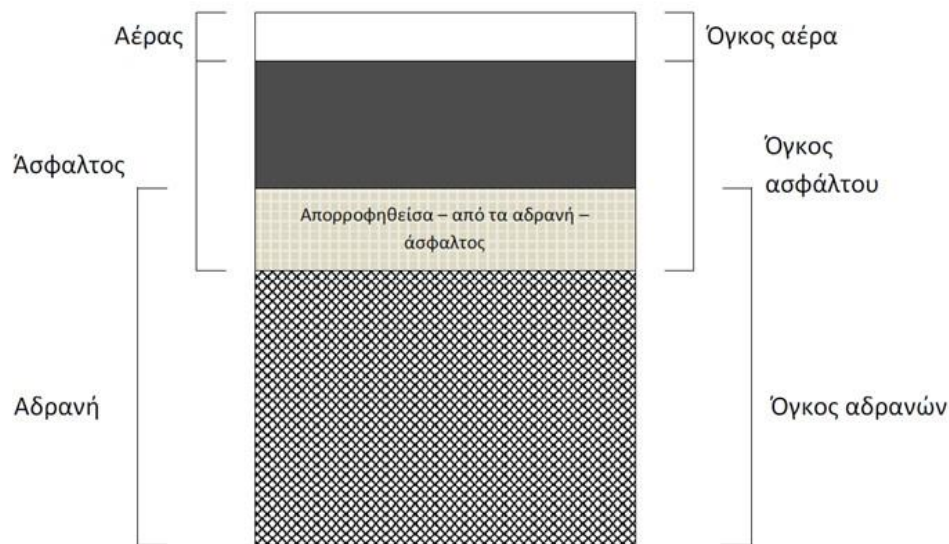 Αέρας
Όγκος αέρα
Άσφαλτος
Όγκος
ασφάλτου
Απορροφηθείσα – από τα αδρανή –
άσφαλτος
Αδρανή
Όγκος αδρανών